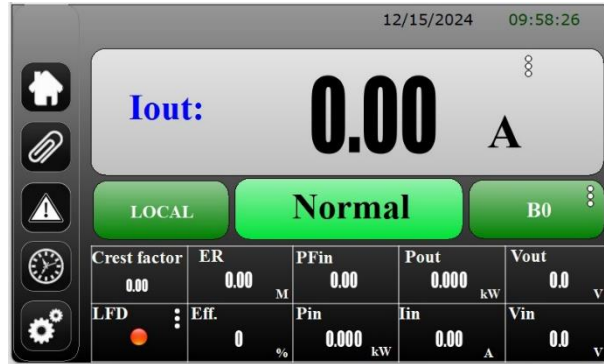 12/15/2024 09:58:26
Iout: 0.00 A
LOCAL Normal B0
Crest factor ER PFin Pout Vout
0.00 0.00 M 0.00 0.000 kW 0.0 V
LFD Eff. Pin Iin Vin
0 % 0.000 kW 0.00 A 0.0 V